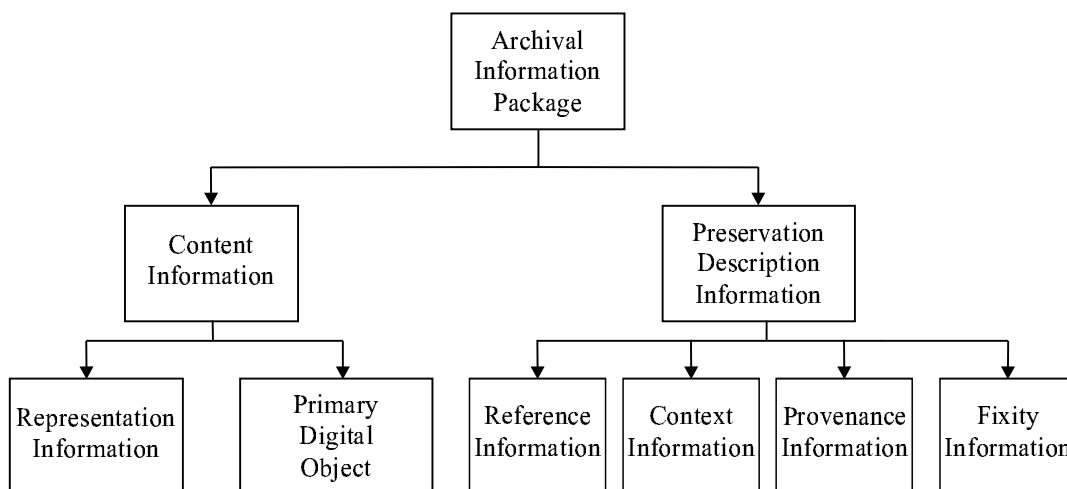 Archival
Information
Package
Content
Information
Preservation
Description
Information
Representation
Information
Primary
Digital
Object
Reference
Information
Context
Information
Provenance
Information
Fixity
Information